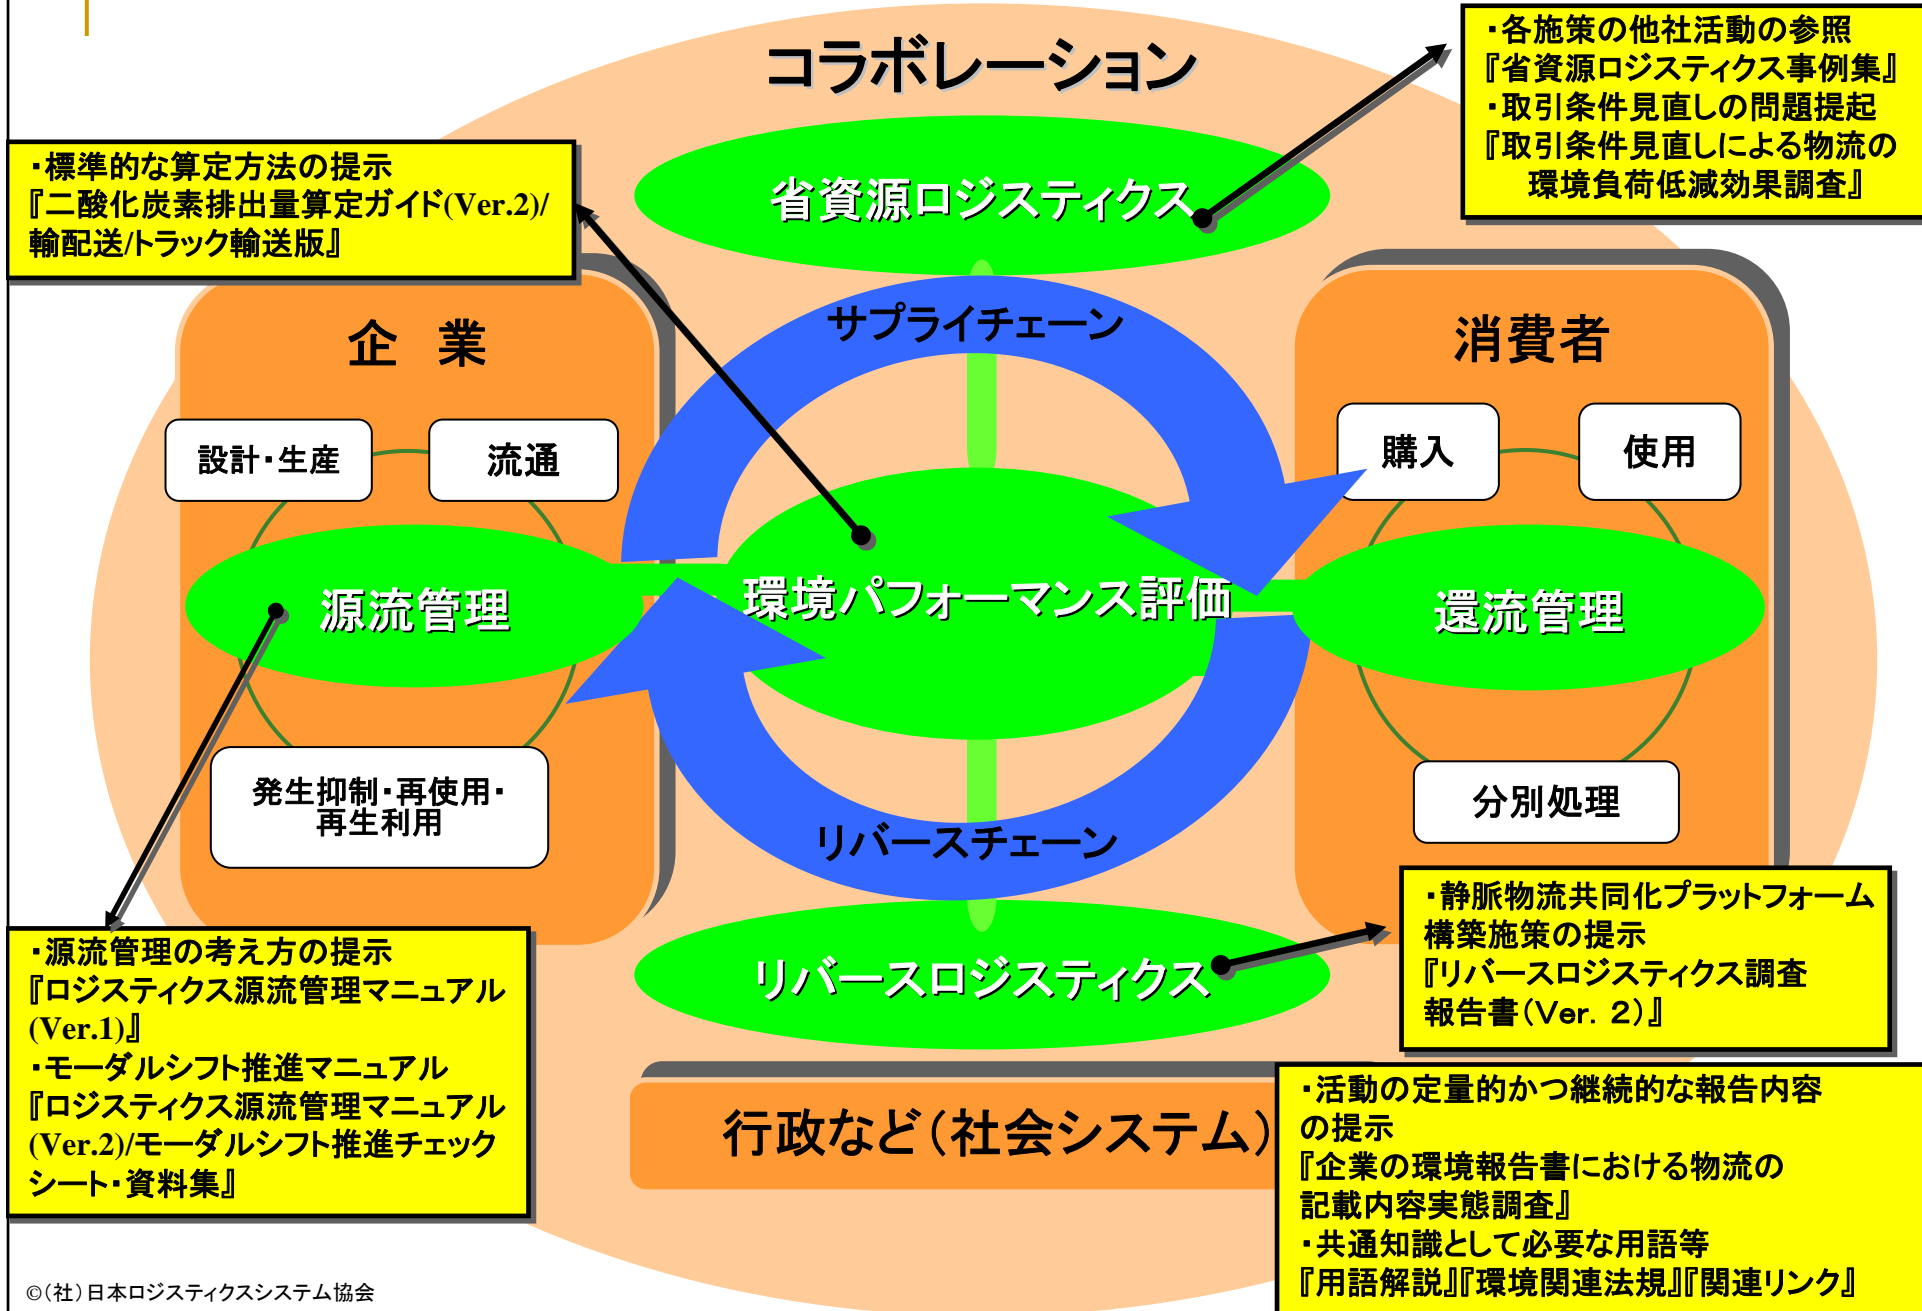 コラボレーション
・各施策の他社活動の参照
『省資源ロジスティクス事例集』
・取引条件見直しの問題提起
『取引条件見直しによる物流の
環境負荷低減効果調査』
・標準的な算定方法の提示
『二酸化炭素排出量算定ガイド(Ver.2)/
輸配送/トラック輸送版』
省資源ロジスティクス
サプライチェーン
企 業
設計・生産
流通
消費者
購入
使用
源流管理
環境パフォーマンス評価
還流管理
発生抑制・再使用・
再生利用
分別処理
リバースチェーン
リバースロジスティクス
・静脈物流共同化プラットフォーム
構築施策の提示
『リバースロジスティクス調査
報告書(Ver. 2)』
・源流管理の考え方の提示
『ロジスティクス源流管理マニュアル
(Ver.1)』
・モーダルシフト推進マニュアル
『ロジスティクス源流管理マニュアル
(Ver.2)/モーダルシフト推進チェック
シート・資料集』
行政など(社会システム)
・活動の定量的かつ継続的な報告内容
の提示
『企業の環境報告書における物流の
記載内容実態調査』
・共通知識として必要な用語等
『用語解説』『環境関連法規』『関連リンク』
©(社)日本ロジスティクスシステム協会